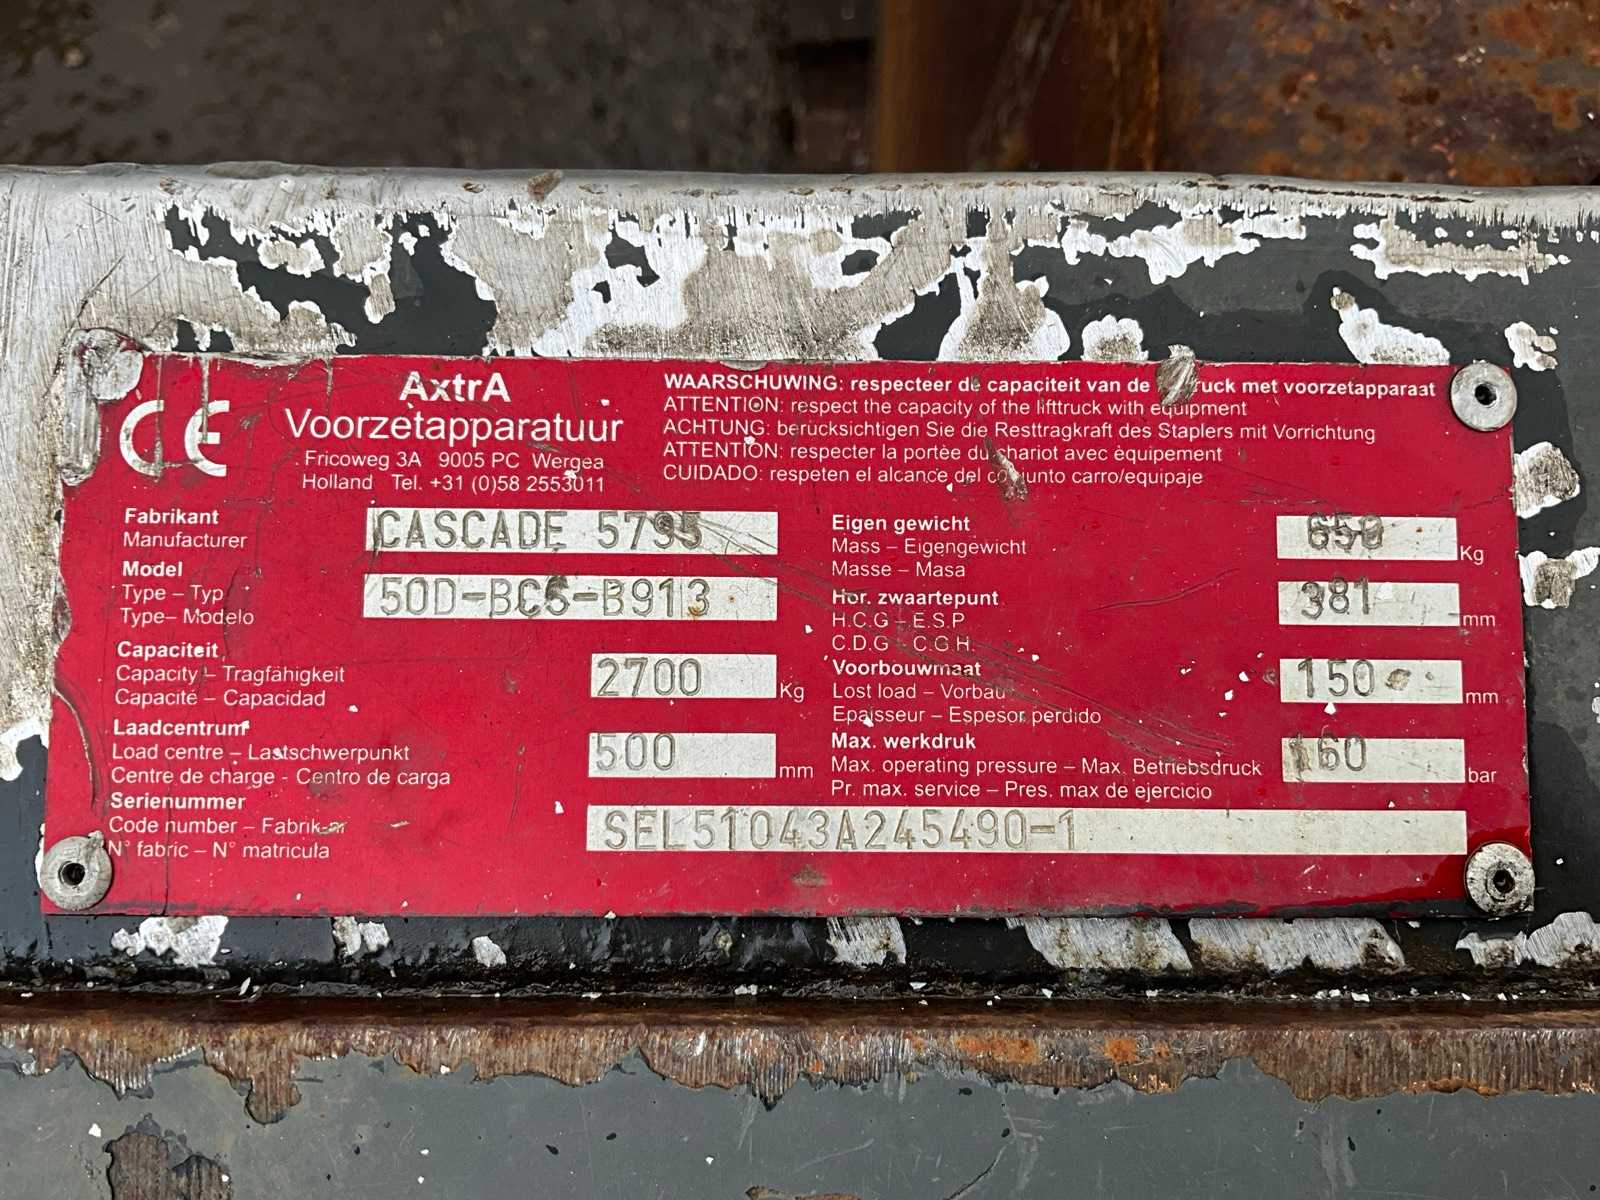 CE
AxtrA
Voorzetapparatuur
Fricoweg 3A 9005 PC Wergea
Holland Tel. +31 (0)58 2553011
WAARSCHUWING: respecteer de capaciteit van de ruck met voorzetapparaat
ATTENTION: respect the capacity of the lifttruck with equipment
ACHTUNG: berücksichtigen Sie die Resttragkraft des Staplers mit Vorrichtung
ATTENTION: respecter la portée du chariot avec équipement
CUIDADO: respeten el alcance del conjunto carro/equipaje
Fabrikant
Manufacturer
CASCADE 5795
Model
Type – Typ
Type– Modelo
50D-BCS-B913
Capaciteit
Capacity – Tragfähigkeit
Capacité – Capacidad
2700 Kg
Laadcentrum
Load centre – Lastschwerpunkt
Centre de charge - Centro de carga
500 mm
Serienummer
Code number – Fabrik-nr
N° fabric – N° matricula
SEL51043A245490-1
Eigen gewicht
Mass – Eigengewicht
Masse – Masa
650 Kg
Hor. zwaartepunt
H.C.G – E.S.P
C.D.G – C.G.H.
381 mm
Voorbouwmaat
Lost load – Vorbau
Epaisseur – Espesor perdido
150 mm
Max. werkdruk
Max. operating pressure – Max. Betriebsdruck
Pr. max. service – Pres. max de ejercicio
160 bar